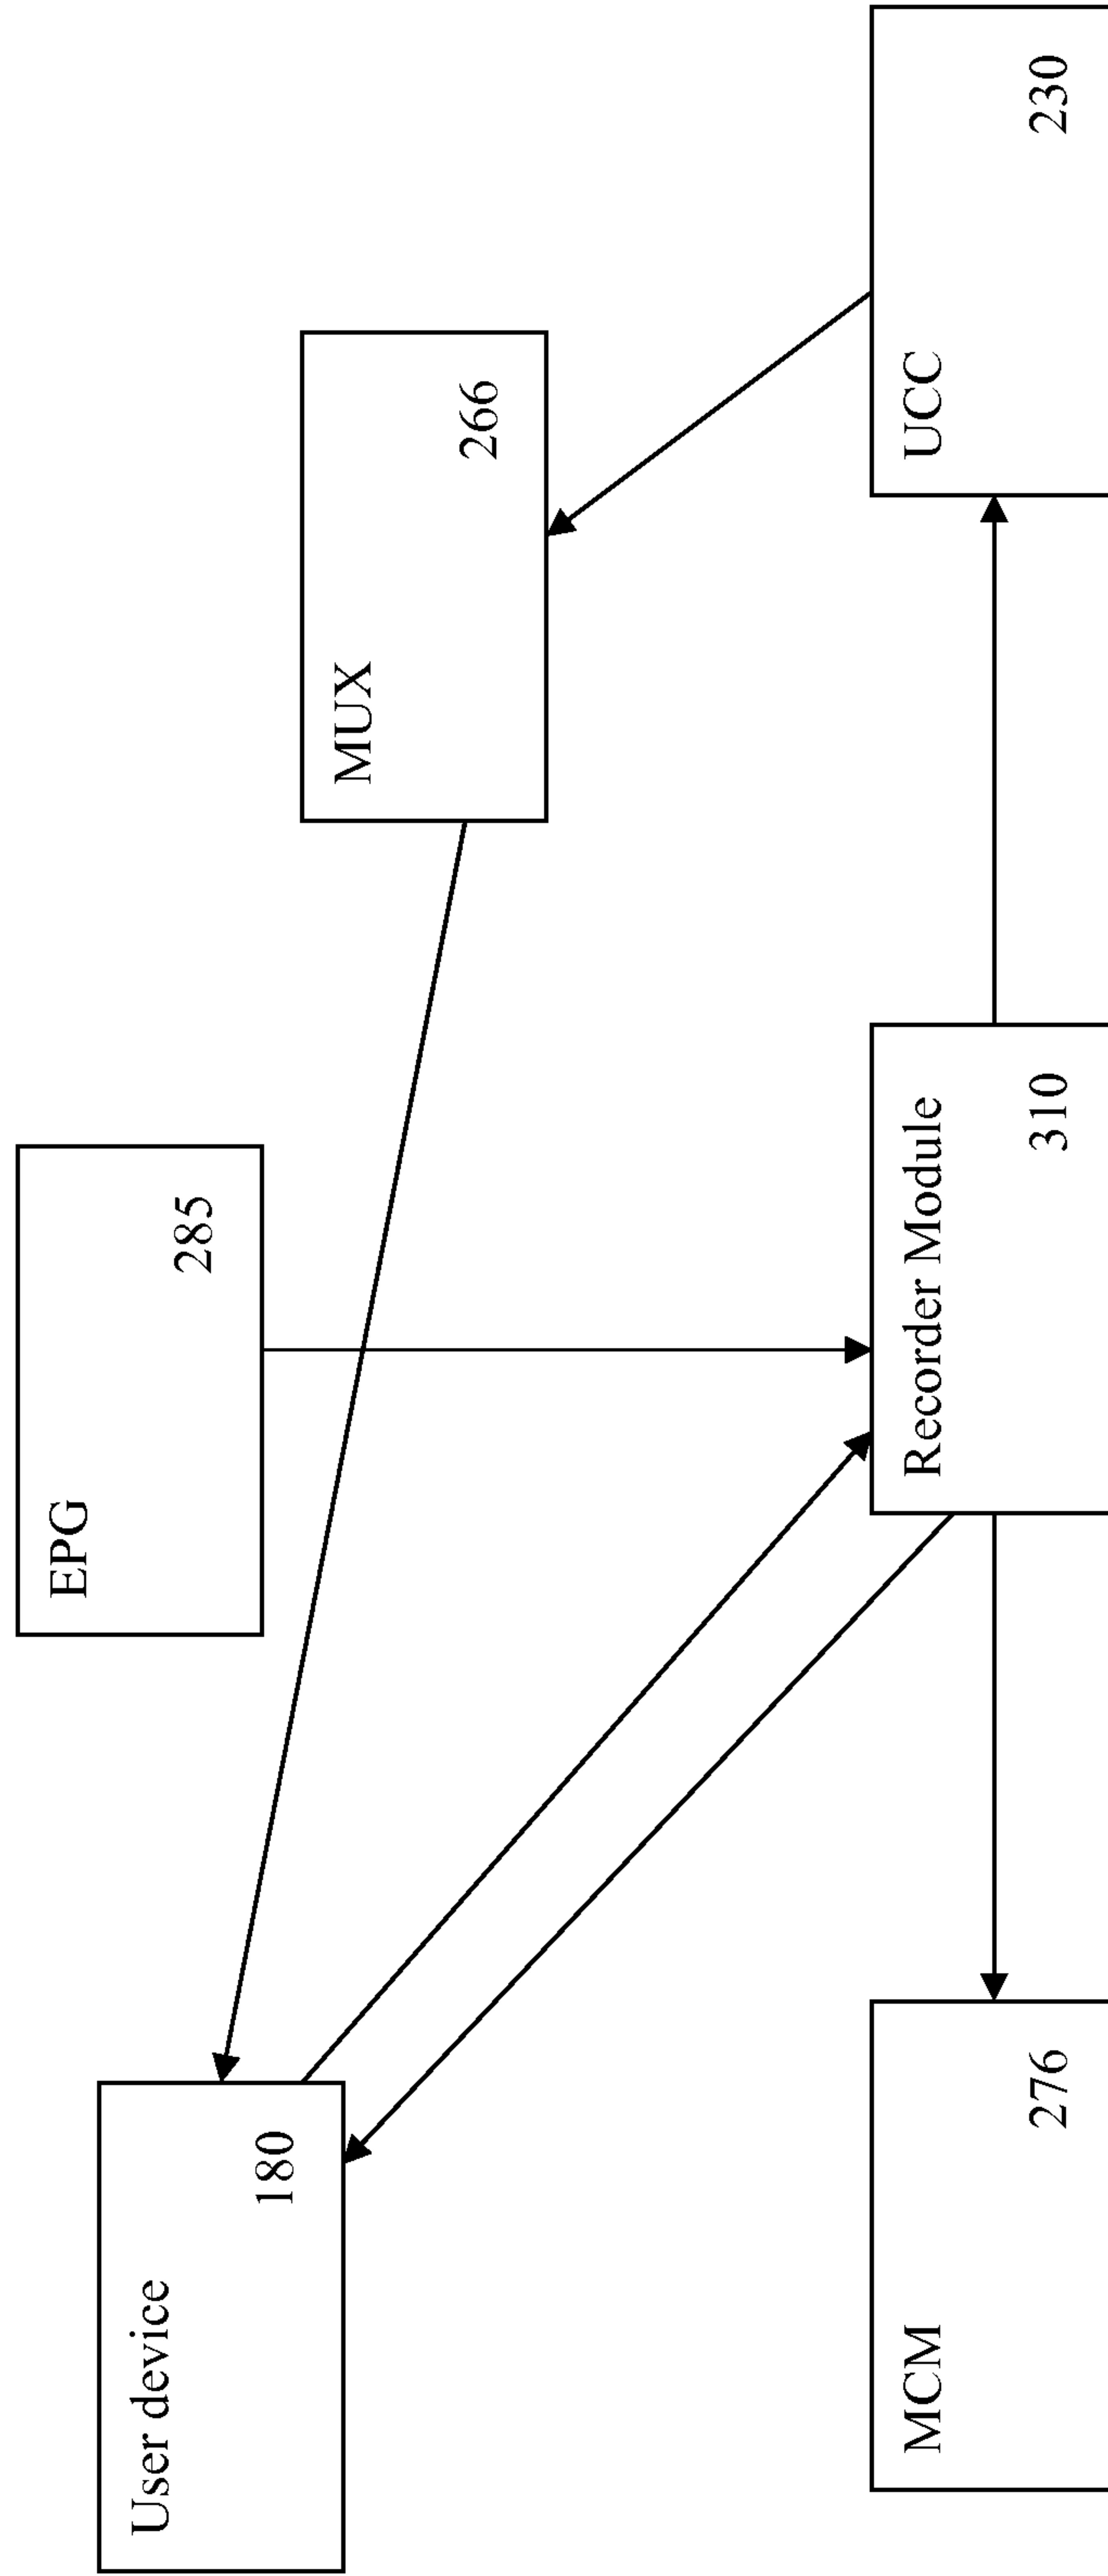 User device
180
EPG
285
MUX
266
MCM
276
Recorder Module
310
UCC
230